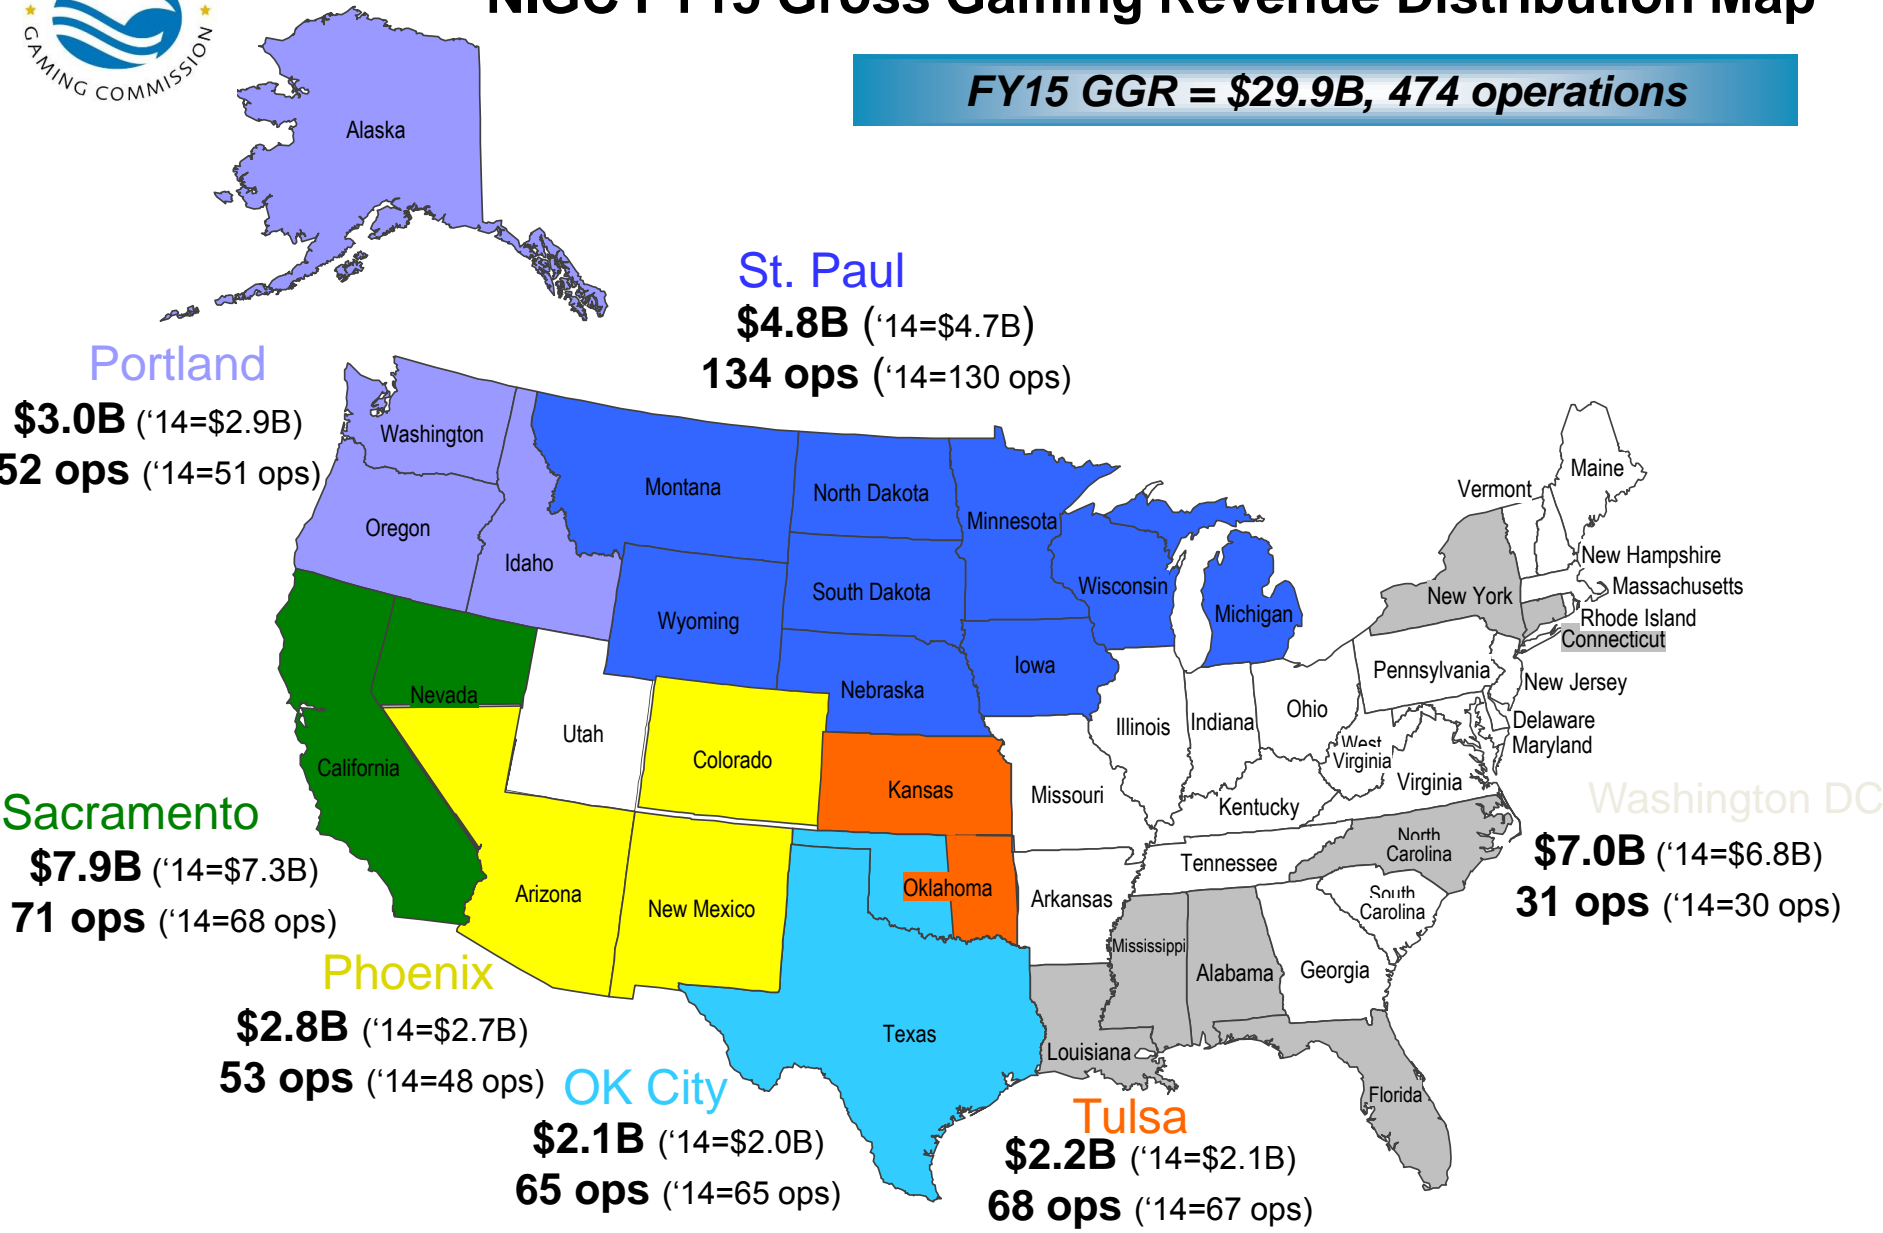 NIGC FY15 Gross Gaming Revenue Distribution Map
GAMING COMMISSION
FY15 GGR = $29.9B, 474 operations
Alaska
St. Paul
$4.8B (‘14=$4.7B)
134 ops (‘14=130 ops)
Portland
$3.0B (‘14=$2.9B)
52 ops (‘14=51 ops)
Washington
Oregon
Idaho
Montana
North Dakota
Minnesota
South Dakota
Wisconsin
Michigan
Wyoming
Iowa
Nebraska
Maine
Vermont
New Hampshire
Massachusetts
New York
Rhode Island
Connecticut
Pennsylvania
New Jersey
Delaware
Maryland
Nevada
Utah
Colorado
California
Kansas
Missouri
Illinois
Indiana
Ohio
West
Virginia
Virginia
Kentucky
Washington DC
$7.0B (‘14=$6.8B)
31 ops (‘14=30 ops)
Sacramento
$7.9B (‘14=$7.3B)
71 ops (‘14=68 ops)
Arizona
New Mexico
Oklahoma
Arkansas
Tennessee
North
Carolina
South
Carolina
Mississippi
Alabama
Georgia
Phoenix
$2.8B (‘14=$2.7B)
53 ops (‘14=48 ops)
Texas
Louisiana
Florida
OK City
$2.1B (‘14=$2.0B)
65 ops (‘14=65 ops)
Tulsa
$2.2B (‘14=$2.1B)
68 ops (‘14=67 ops)